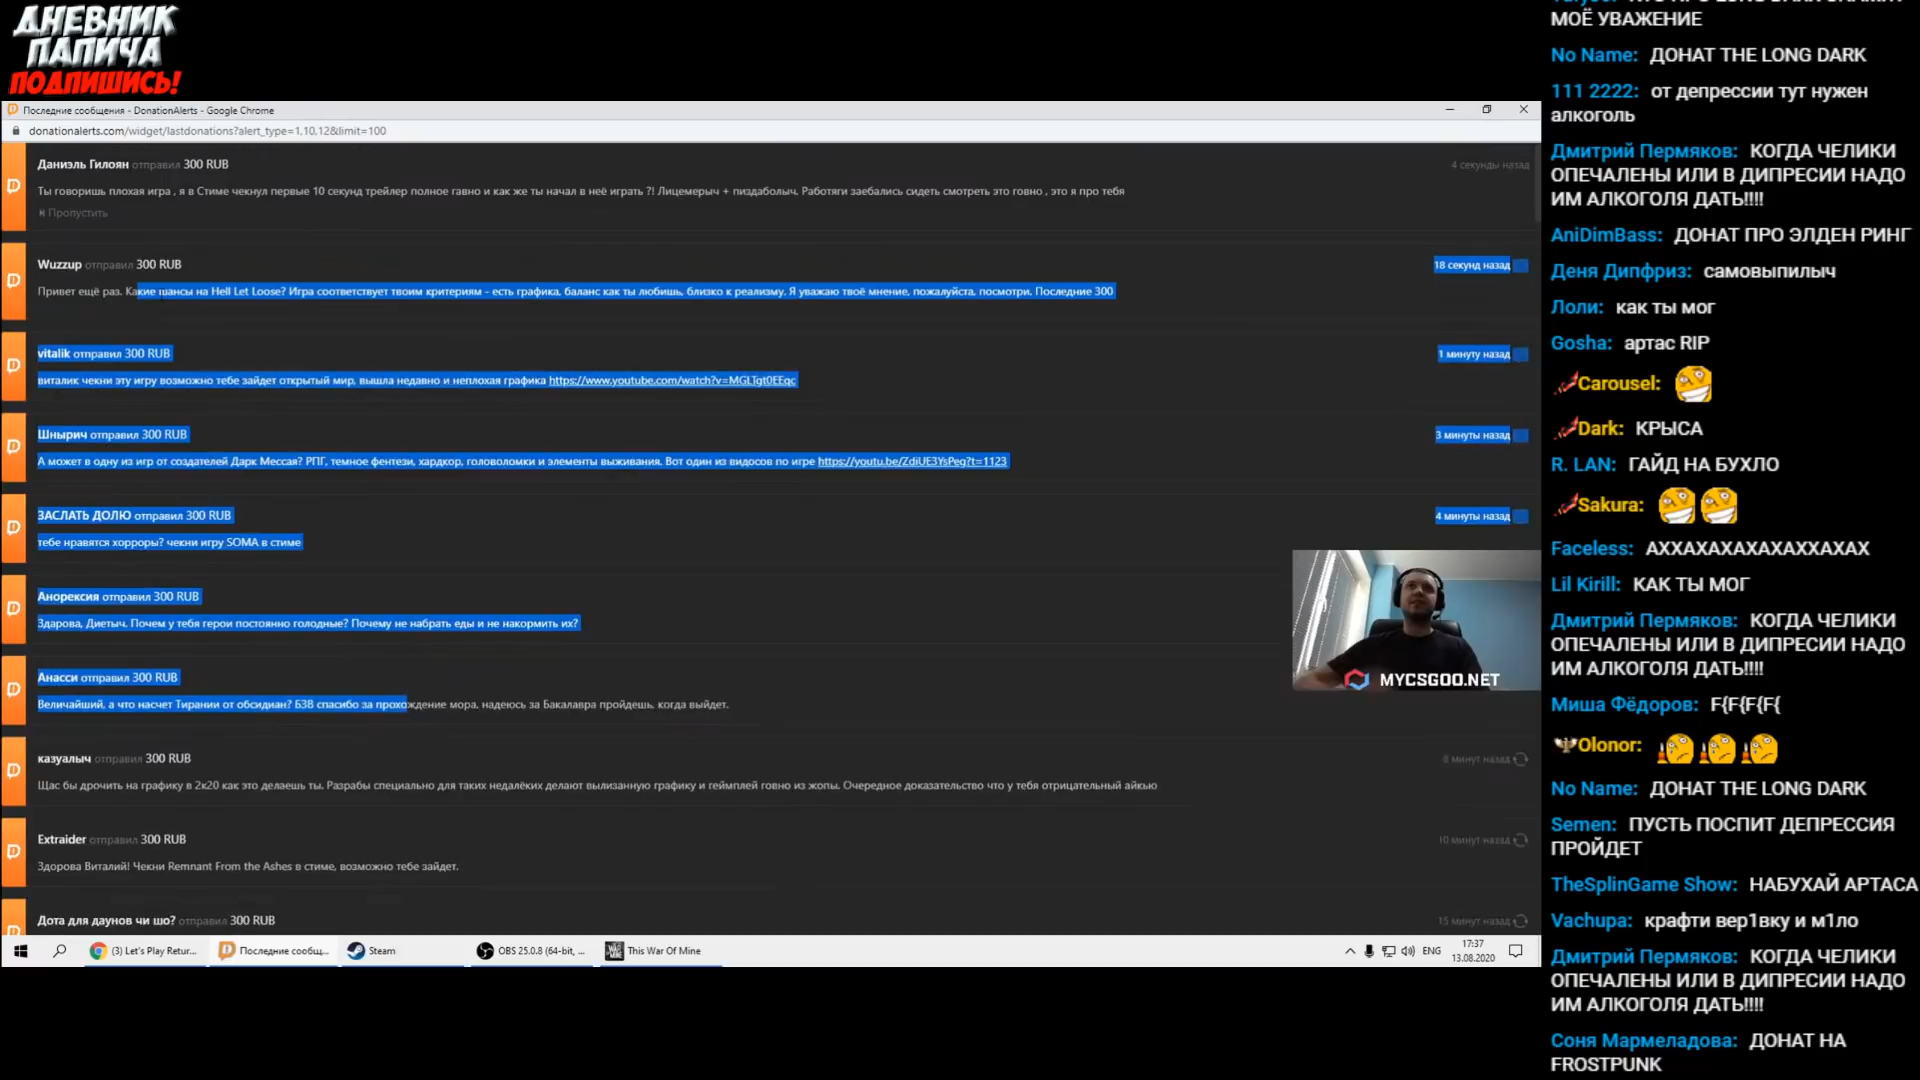 ДНЕВНИК
ПАПИЧА
ПОДПИШИСЬ!
Последние сообщения - DonationAlerts - Google Chrome
donationalerts.com/widget/lastdonations?alert_type=1,10,12&limit=100
Даниэль Гилоян отправил 300 RUB
4 секунды назад
Ты говоришь плохая игра , я в Стиме чекнул первые 10 секунд трейлер полное гавно и как же ты начал в неё играть ?! Лицемерыч + пиздаболыч. Работяги заебались сидеть смотреть это говно , это я про тебя
Пропустить
Wuzzup отправил 300 RUB
18 секунд назад
Привет ещё раз. Какие шансы на Hell Let Loose? Игра соответствует твоим критериям - есть графика, баланс как ты любишь, близко к реализму. Я уважаю твоё мнение, пожалуйста, посмотри. Последние 300
vitalik отправил 300 RUB
1 минуту назад
виталик чекни эту игру возможно тебе зайдет открытый мир, вышла недавно и неплохая графика https://www.youtube.com/watch?v=MGLTgt0EEqc
Шнырич отправил 300 RUB
3 минуты назад
А может в одну из игр от создателей Дарк Мессая? РПГ, темное фентези, хардкор, головоломки и элементы выживания. Вот один из видосов по игре https://youtu.be/ZdiUE3YsPeg?t=1123
ЗАСЛАТЬ ДОЛЮ отправил 300 RUB
4 минуты назад
тебе нравятся хорроры? чекни игру SOMA в стиме
Анорексия отправил 300 RUB
Здарова, Диетыч. Почем у тебя герои постоянно голодные? Почему не набрать еды и не накормить их?
Анасси отправил 300 RUB
Величайший, а что насчет Тирании от обсидиан? БЗВ спасибо за прохождение мора, надеюсь за Бакалавра пройдешь, когда выйдет.
казуалыч отправил 300 RUB
8 минут назад
Щас бы дрочить на графику в 2к20 как это делаешь ты. Разрабы специально для таких недалёких делают вылизанную графику и геймплей говно из жопы. Очередное доказательство что у тебя отрицательный айкью
Extraider отправил 300 RUB
10 минут назад
Здорова Виталий! Чекни Remnant From the Ashes в стиме, возможно тебе зайдет.
Дота для даунов чи шо? отправил 300 RUB
15 минут назад
MYCSGOO.NET
(3) Let's Play Retur...
Последние сообщ...
Steam
OBS 25.0.8 (64-bit, ...
This War Of Mine
ENG
17:37
13.08.2020
МОЁ УВАЖЕНИЕ
No Name: ДОНАТ THE LONG DARK
111 2222: от депрессии тут нужен
алкоголь
Дмитрий Пермяков: КОГДА ЧЕЛИКИ
ОПЕЧАЛЕНЫ ИЛИ В ДИПРЕСИИ НАДО
ИМ АЛКОГОЛЯ ДАТЬ!!!!
AniDimBass: ДОНАТ ПРО ЭЛДЕН РИНГ
Деня Дипфриз: самовыпилыч
Лоли: как ты мог
Gosha: артас RIP
Carousel:
Dark: КРЫСА
R. LAN: ГАЙД НА БУХЛО
Sakura:
Faceless: АХХАХАХАХАХАХХАХАХ
Lil Kirill: КАК ТЫ МОГ
Дмитрий Пермяков: КОГДА ЧЕЛИКИ
ОПЕЧАЛЕНЫ ИЛИ В ДИПРЕСИИ НАДО
ИМ АЛКОГОЛЯ ДАТЬ!!!!
Миша Фёдоров: F{F{F{F{
Olonor:
No Name: ДОНАТ THE LONG DARK
Semen: ПУСТЬ ПОСПИТ ДЕПРЕССИЯ
ПРОЙДЕТ
TheSplinGame Show: НАБУХАЙ АРТАСА
Vachupa: крафти вер1вку и м1ло
Дмитрий Пермяков: КОГДА ЧЕЛИКИ
ОПЕЧАЛЕНЫ ИЛИ В ДИПРЕСИИ НАДО
ИМ АЛКОГОЛЯ ДАТЬ!!!!
Соня Мармеладова: ДОНАТ НА
FROSTPUNK